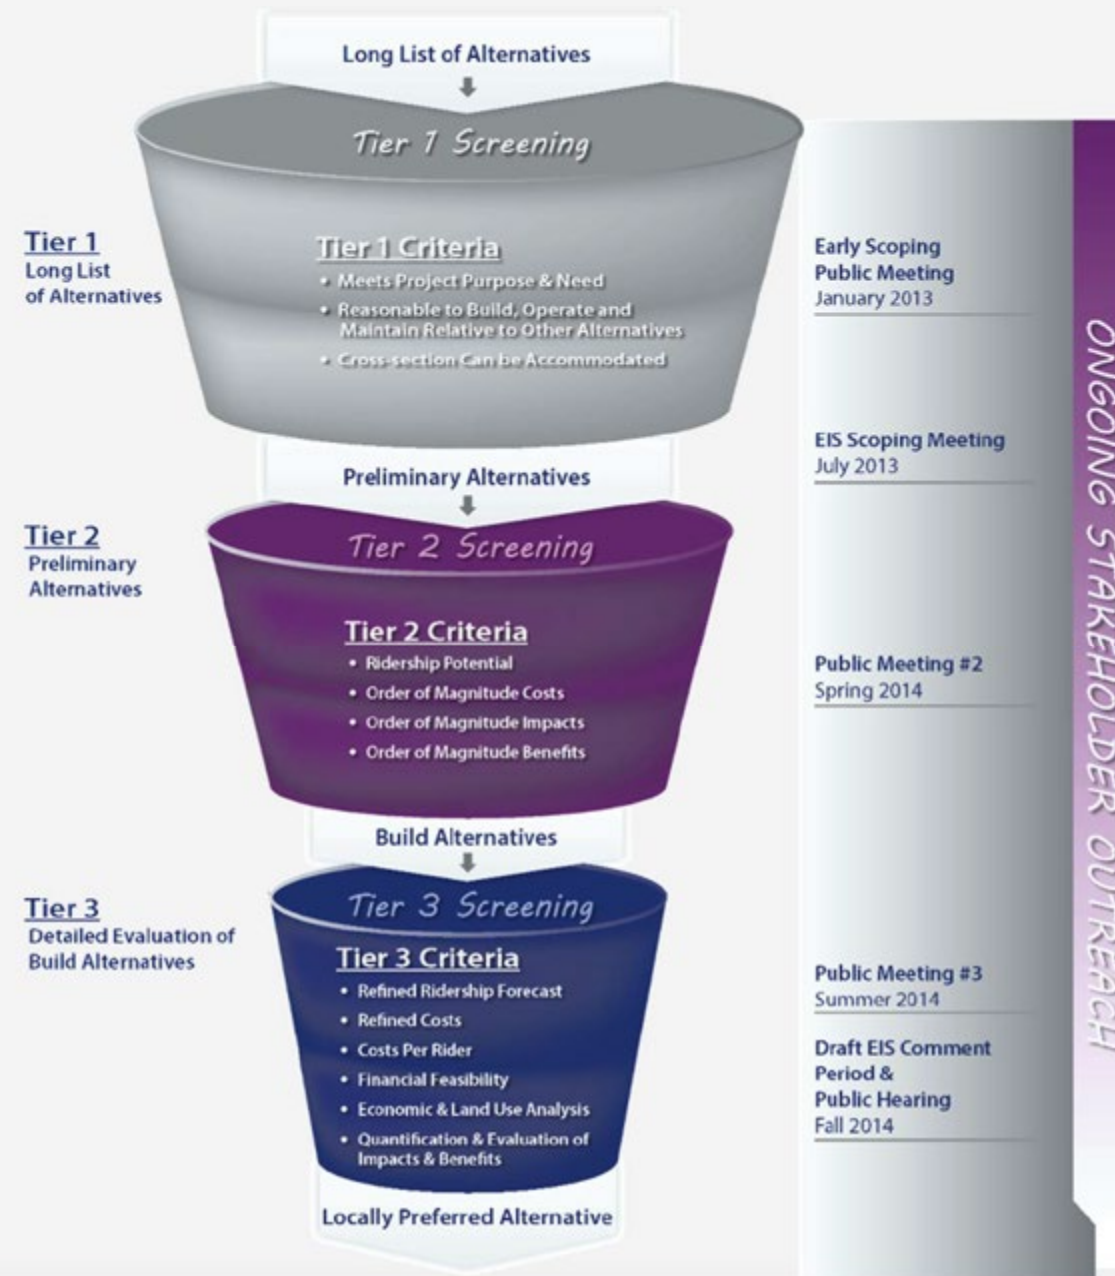 Long List of Alternatives
Tier 1 Screening
Tier 1
Long List
of Alternatives
Tier 1 Criteria
• Meets Project Purpose & Need
• Reasonable to Build, Operate and
Maintain Relative to Other Alternatives
• Cross-section Can be Accommodated
Preliminary Alternatives
Tier 2 Screening
Tier 2
Preliminary
Alternatives
Tier 2 Criteria
• Ridership Potential
• Order of Magnitude Costs
• Order of Magnitude Impacts
• Order of Magnitude Benefits
Build Alternatives
Tier 3 Screening
Tier 3
Detailed Evaluation of
Build Alternatives
Tier 3 Criteria
• Refined Ridership Forecast
• Refined Costs
• Costs Per Rider
• Financial Feasibility
• Economic & Land Use Analysis
• Quantification & Evaluation of
Impacts & Benefits
Locally Preferred Alternative
Early Scoping
Public Meeting
January 2013
EIS Scoping Meeting
July 2013
Public Meeting #2
Spring 2014
Public Meeting #3
Summer 2014
Draft EIS Comment
Period &
Public Hearing
Fall 2014
ONGOING STAKEHOLDER OUTREACH